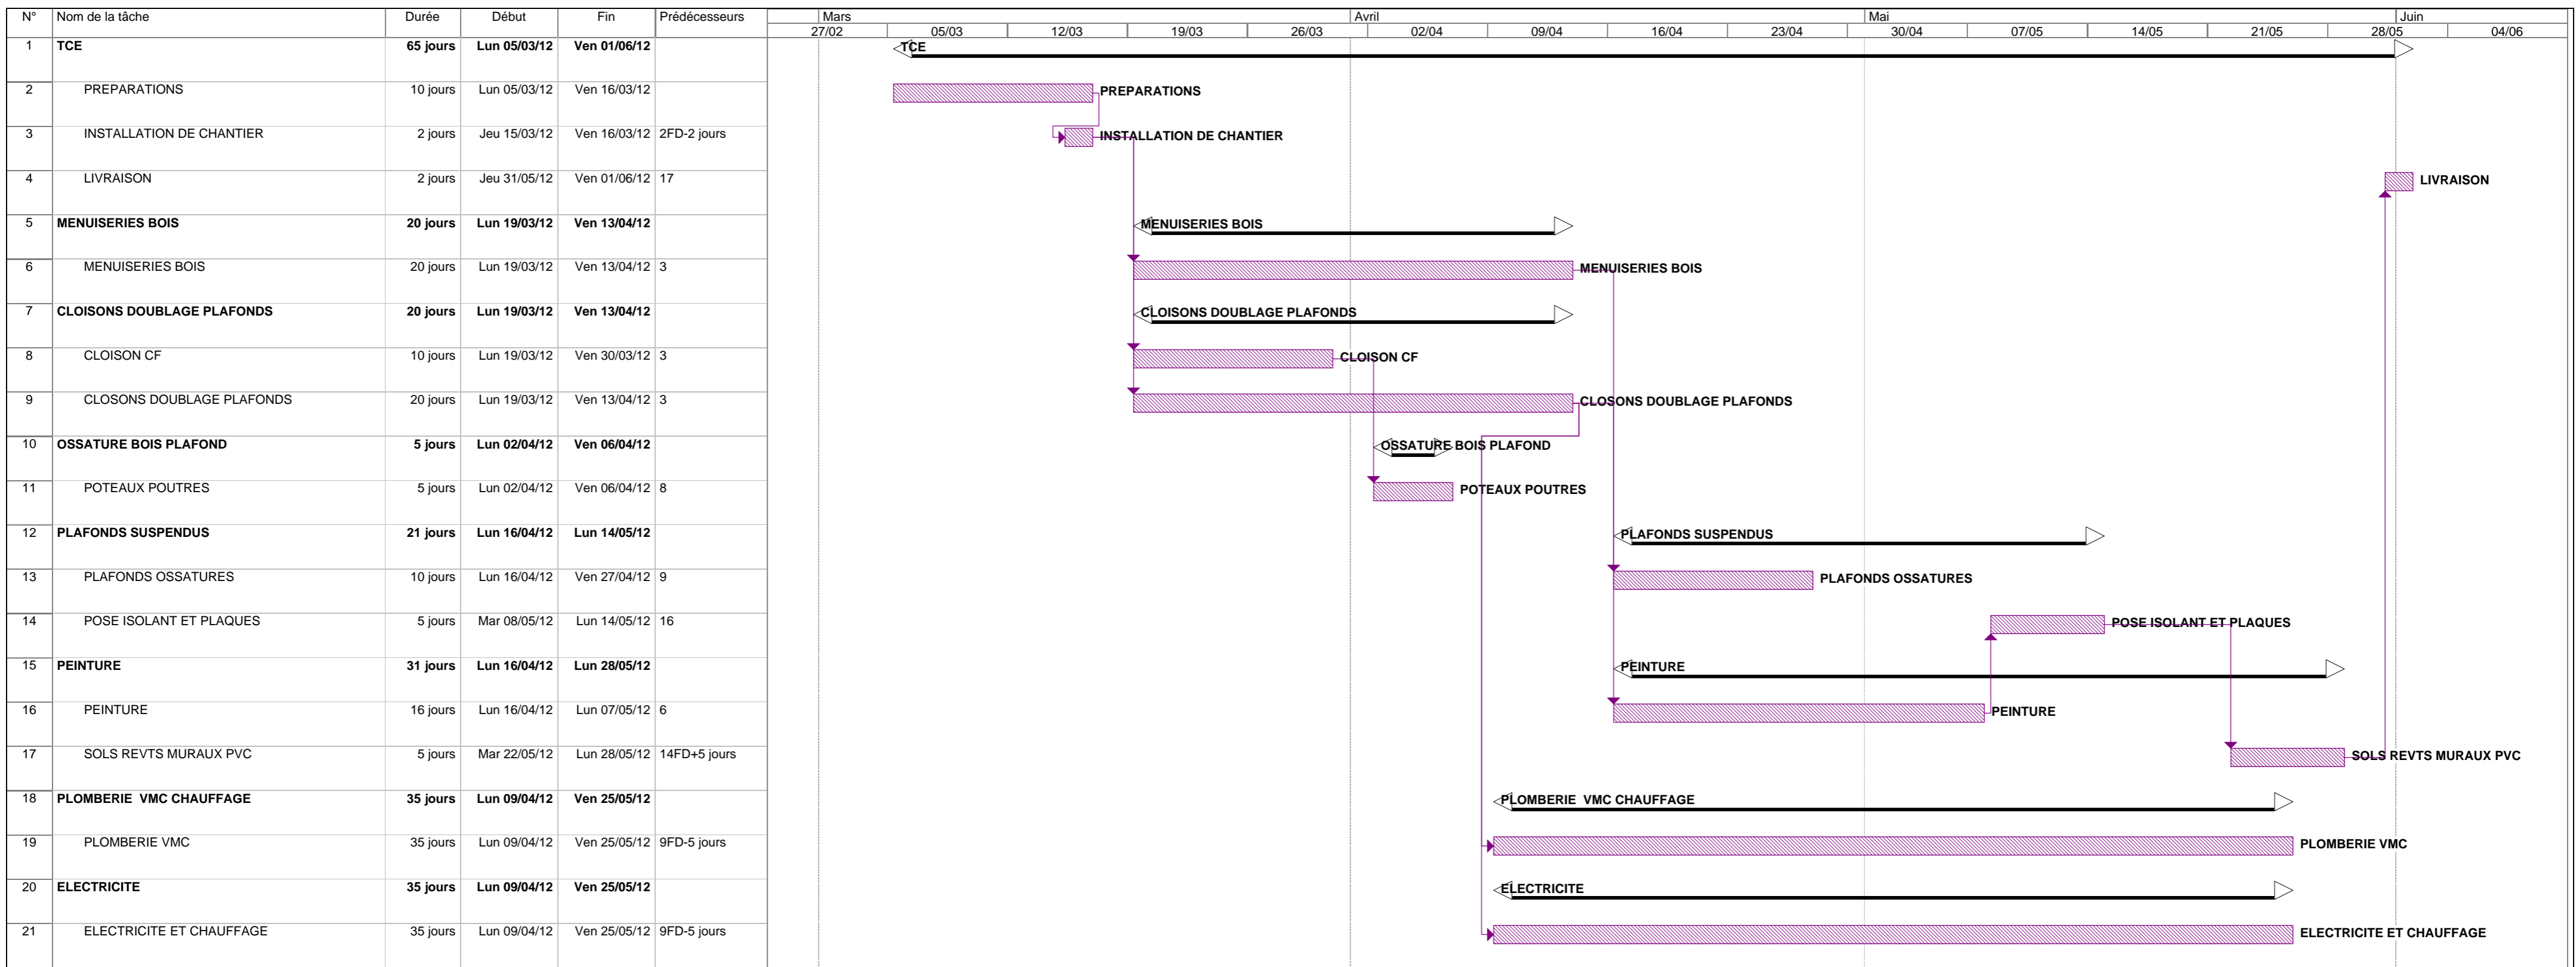 N° Nom de la tâche Durée Début Fin Prédécesseurs Mars Avril Mai Juin
27/02 05/03 12/03 19/03 26/03 02/04 09/04 16/04 23/04 30/04 07/05 14/05 21/05 28/05 04/06
1 TCE 65 jours Lun 05/03/12 Ven 01/06/12 TCE
2 PREPARATIONS 10 jours Lun 05/03/12 Ven 16/03/12 PREPARATIONS
3 INSTALLATION DE CHANTIER 2 jours Jeu 15/03/12 Ven 16/03/12 2FD-2 jours INSTALLATION DE CHANTIER
4 LIVRAISON 2 jours Jeu 31/05/12 Ven 01/06/12 17 LIVRAISON
5 MENUISERIES BOIS 20 jours Lun 19/03/12 Ven 13/04/12 MENUISERIES BOIS
6 MENUISERIES BOIS 20 jours Lun 19/03/12 Ven 13/04/12 3 MENUISERIES BOIS
7 CLOISONS DOUBLAGE PLAFONDS 20 jours Lun 19/03/12 Ven 13/04/12 CLOISONS DOUBLAGE PLAFONDS
8 CLOISON CF 10 jours Lun 19/03/12 Ven 30/03/12 3 CLOISON CF
9 CLOSONS DOUBLAGE PLAFONDS 20 jours Lun 19/03/12 Ven 13/04/12 3 CLOSONS DOUBLAGE PLAFONDS
10 OSSATURE BOIS PLAFOND 5 jours Lun 02/04/12 Ven 06/04/12 OSSATURE BOIS PLAFOND
11 POTEAUX POUTRES 5 jours Lun 02/04/12 Ven 06/04/12 8 POTEAUX POUTRES
12 PLAFONDS SUSPENDUS 21 jours Lun 16/04/12 Lun 14/05/12 PLAFONDS SUSPENDUS
13 PLAFONDS OSSATURES 10 jours Lun 16/04/12 Ven 27/04/12 9 PLAFONDS OSSATURES
14 POSE ISOLANT ET PLAQUES 5 jours Mar 08/05/12 Lun 14/05/12 16 POSE ISOLANT ET PLAQUES
15 PEINTURE 31 jours Lun 16/04/12 Lun 28/05/12 PEINTURE
16 PEINTURE 16 jours Lun 16/04/12 Lun 07/05/12 6 PEINTURE
17 SOLS REVTS MURAUX PVC 5 jours Mar 22/05/12 Lun 28/05/12 14FD+5 jours SOLS REVTS MURAUX PVC
18 PLOMBERIE VMC CHAUFFAGE 35 jours Lun 09/04/12 Ven 25/05/12 PLOMBERIE VMC CHAUFFAGE
19 PLOMBERIE VMC 35 jours Lun 09/04/12 Ven 25/05/12 9FD-5 jours PLOMBERIE VMC
20 ELECTRICITE 35 jours Lun 09/04/12 Ven 25/05/12 ELECTRICITE
21 ELECTRICITE ET CHAUFFAGE 35 jours Lun 09/04/12 Ven 25/05/12 9FD-5 jours ELECTRICITE ET CHAUFFAGE